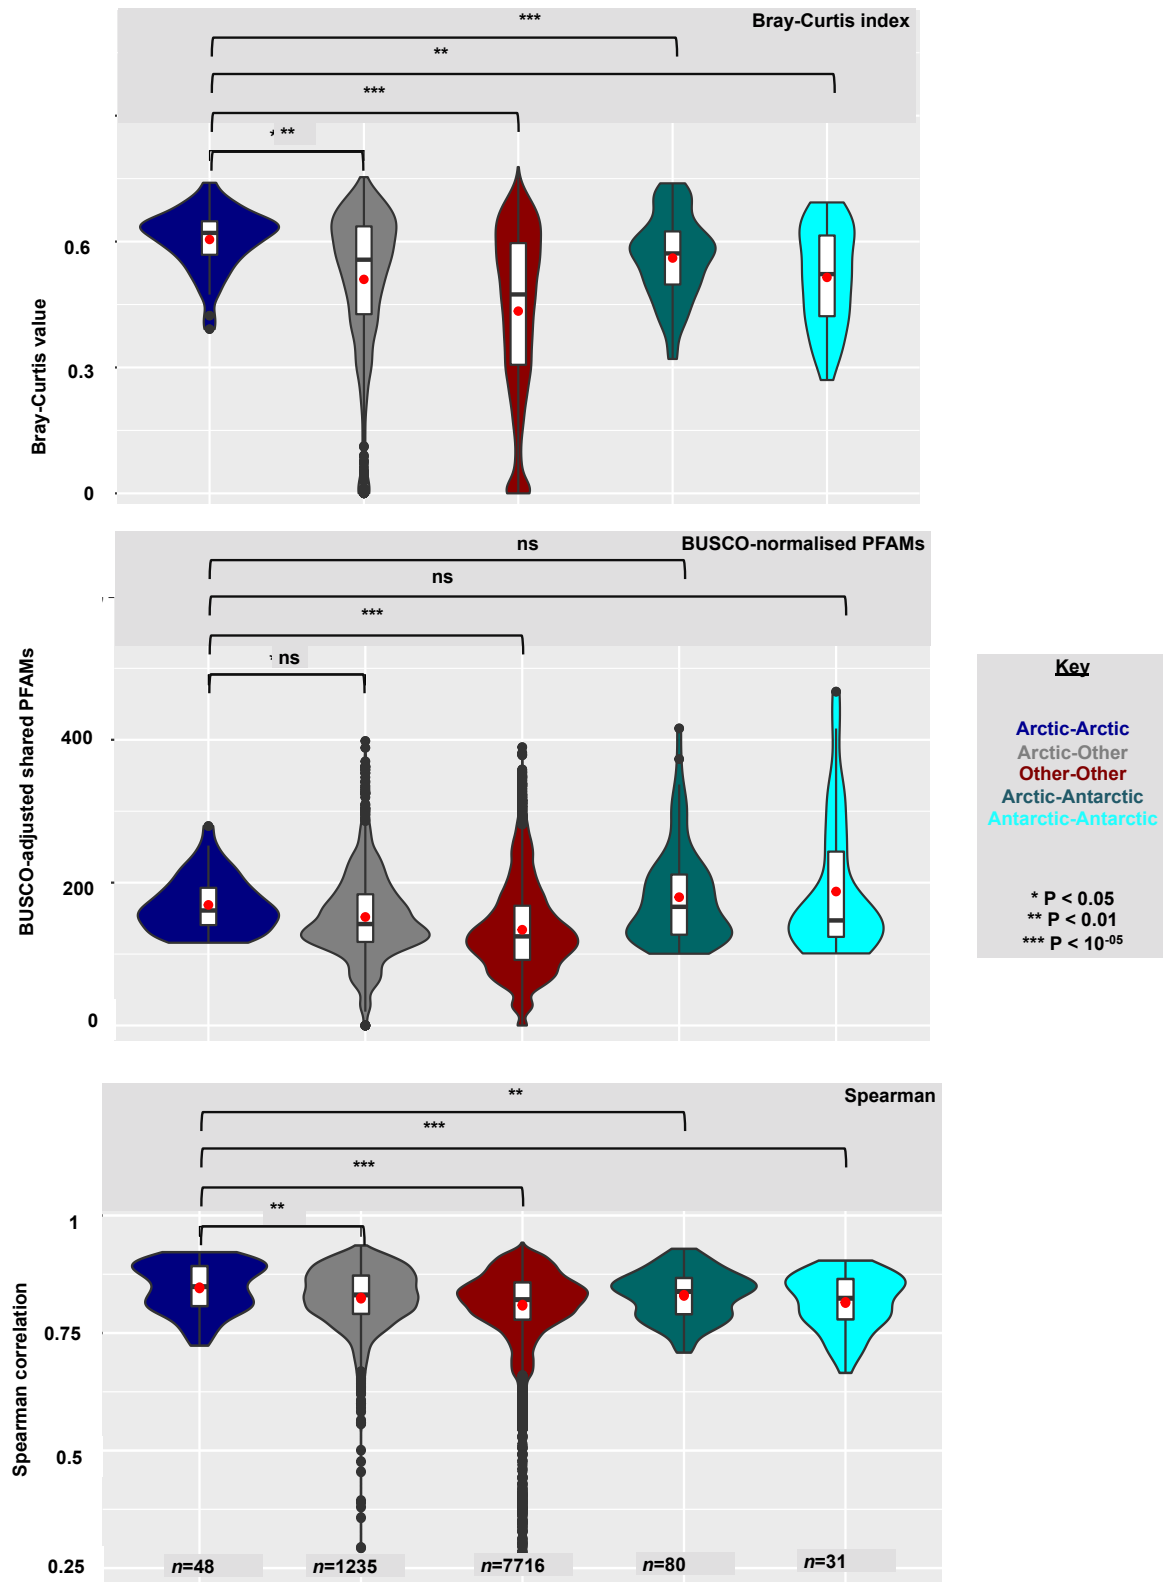 ***
Bray-Curtis index
**
***
**
0.6
0.3
0
Bray-Curtis value
ns
BUSCO-normalised PFAMs
ns
***
ns
400
200
0
BUSCO-adjusted shared PFAMs
Key
Arctic-Arctic
Arctic-Other
Other-Other
Arctic-Antarctic
Antarctic-Antarctic
* P < 0.05
** P < 0.01
*** P < 10⁻⁰⁵
**
Spearman
***
***
**
1
0.75
0.5
0.25
Spearman correlation
n=48
n=1235
n=7716
n=80
n=31